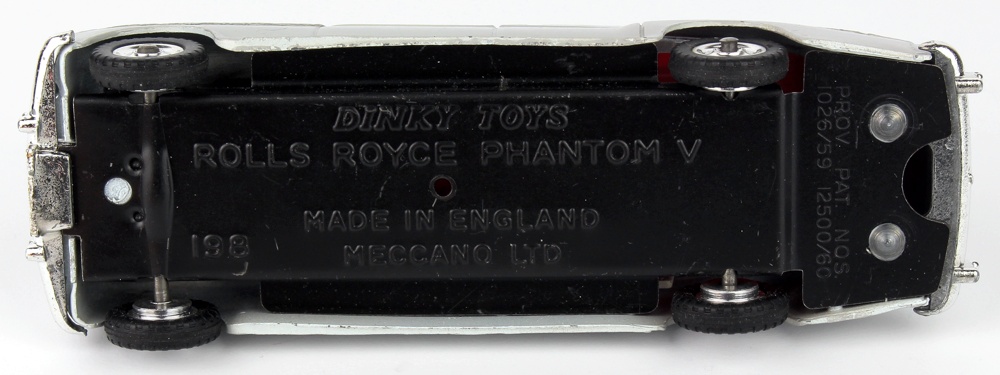 DINKY TOYS
ROLLS ROYCE PHANTOM V
MADE IN ENGLAND
MECCANO LTD
198
PROV. PAT. NOS.
1026/59 12500/60